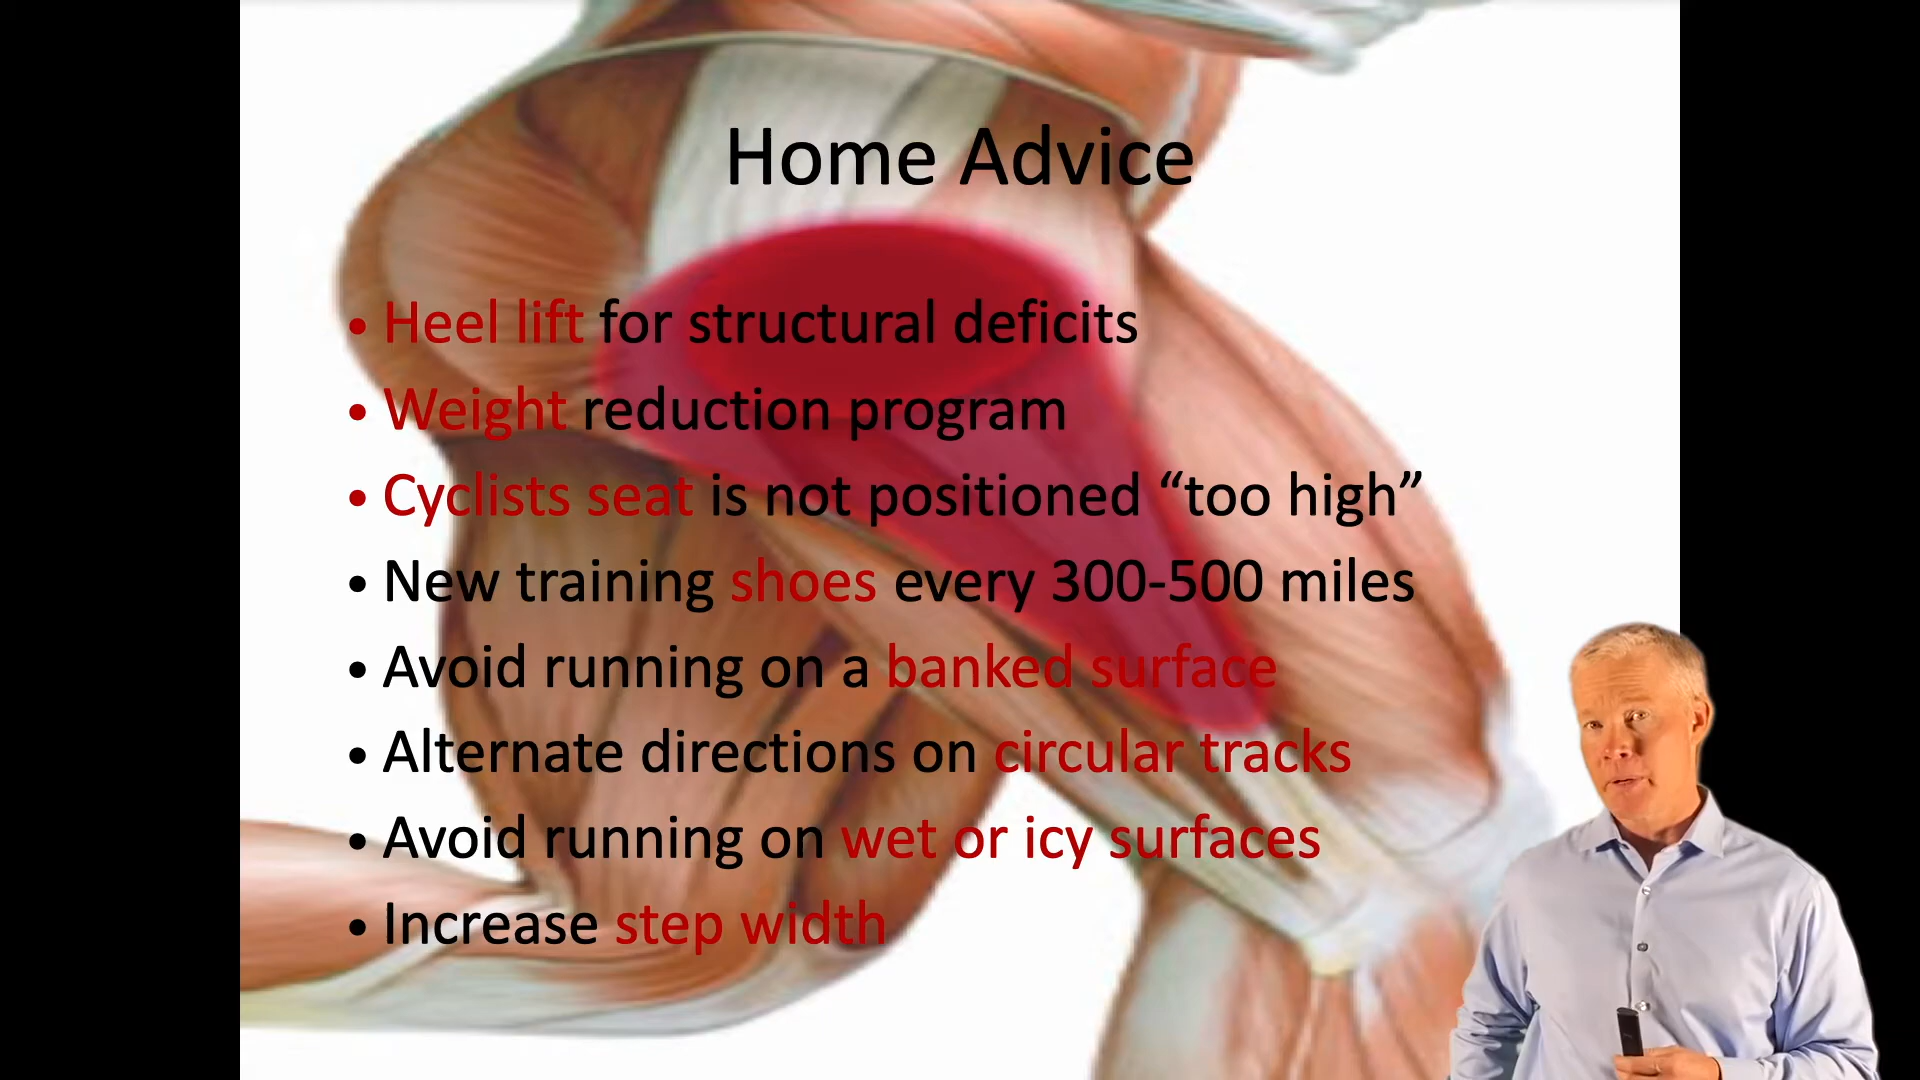 Home Advice
• Heel lift for structural deficits
• Weight reduction program
• Cyclists seat is not positioned “too high”
• New training shoes every 300-500 miles
• Avoid running on a banked surface
• Alternate directions on circular tracks
• Avoid running on wet or icy surfaces
• Increase step width